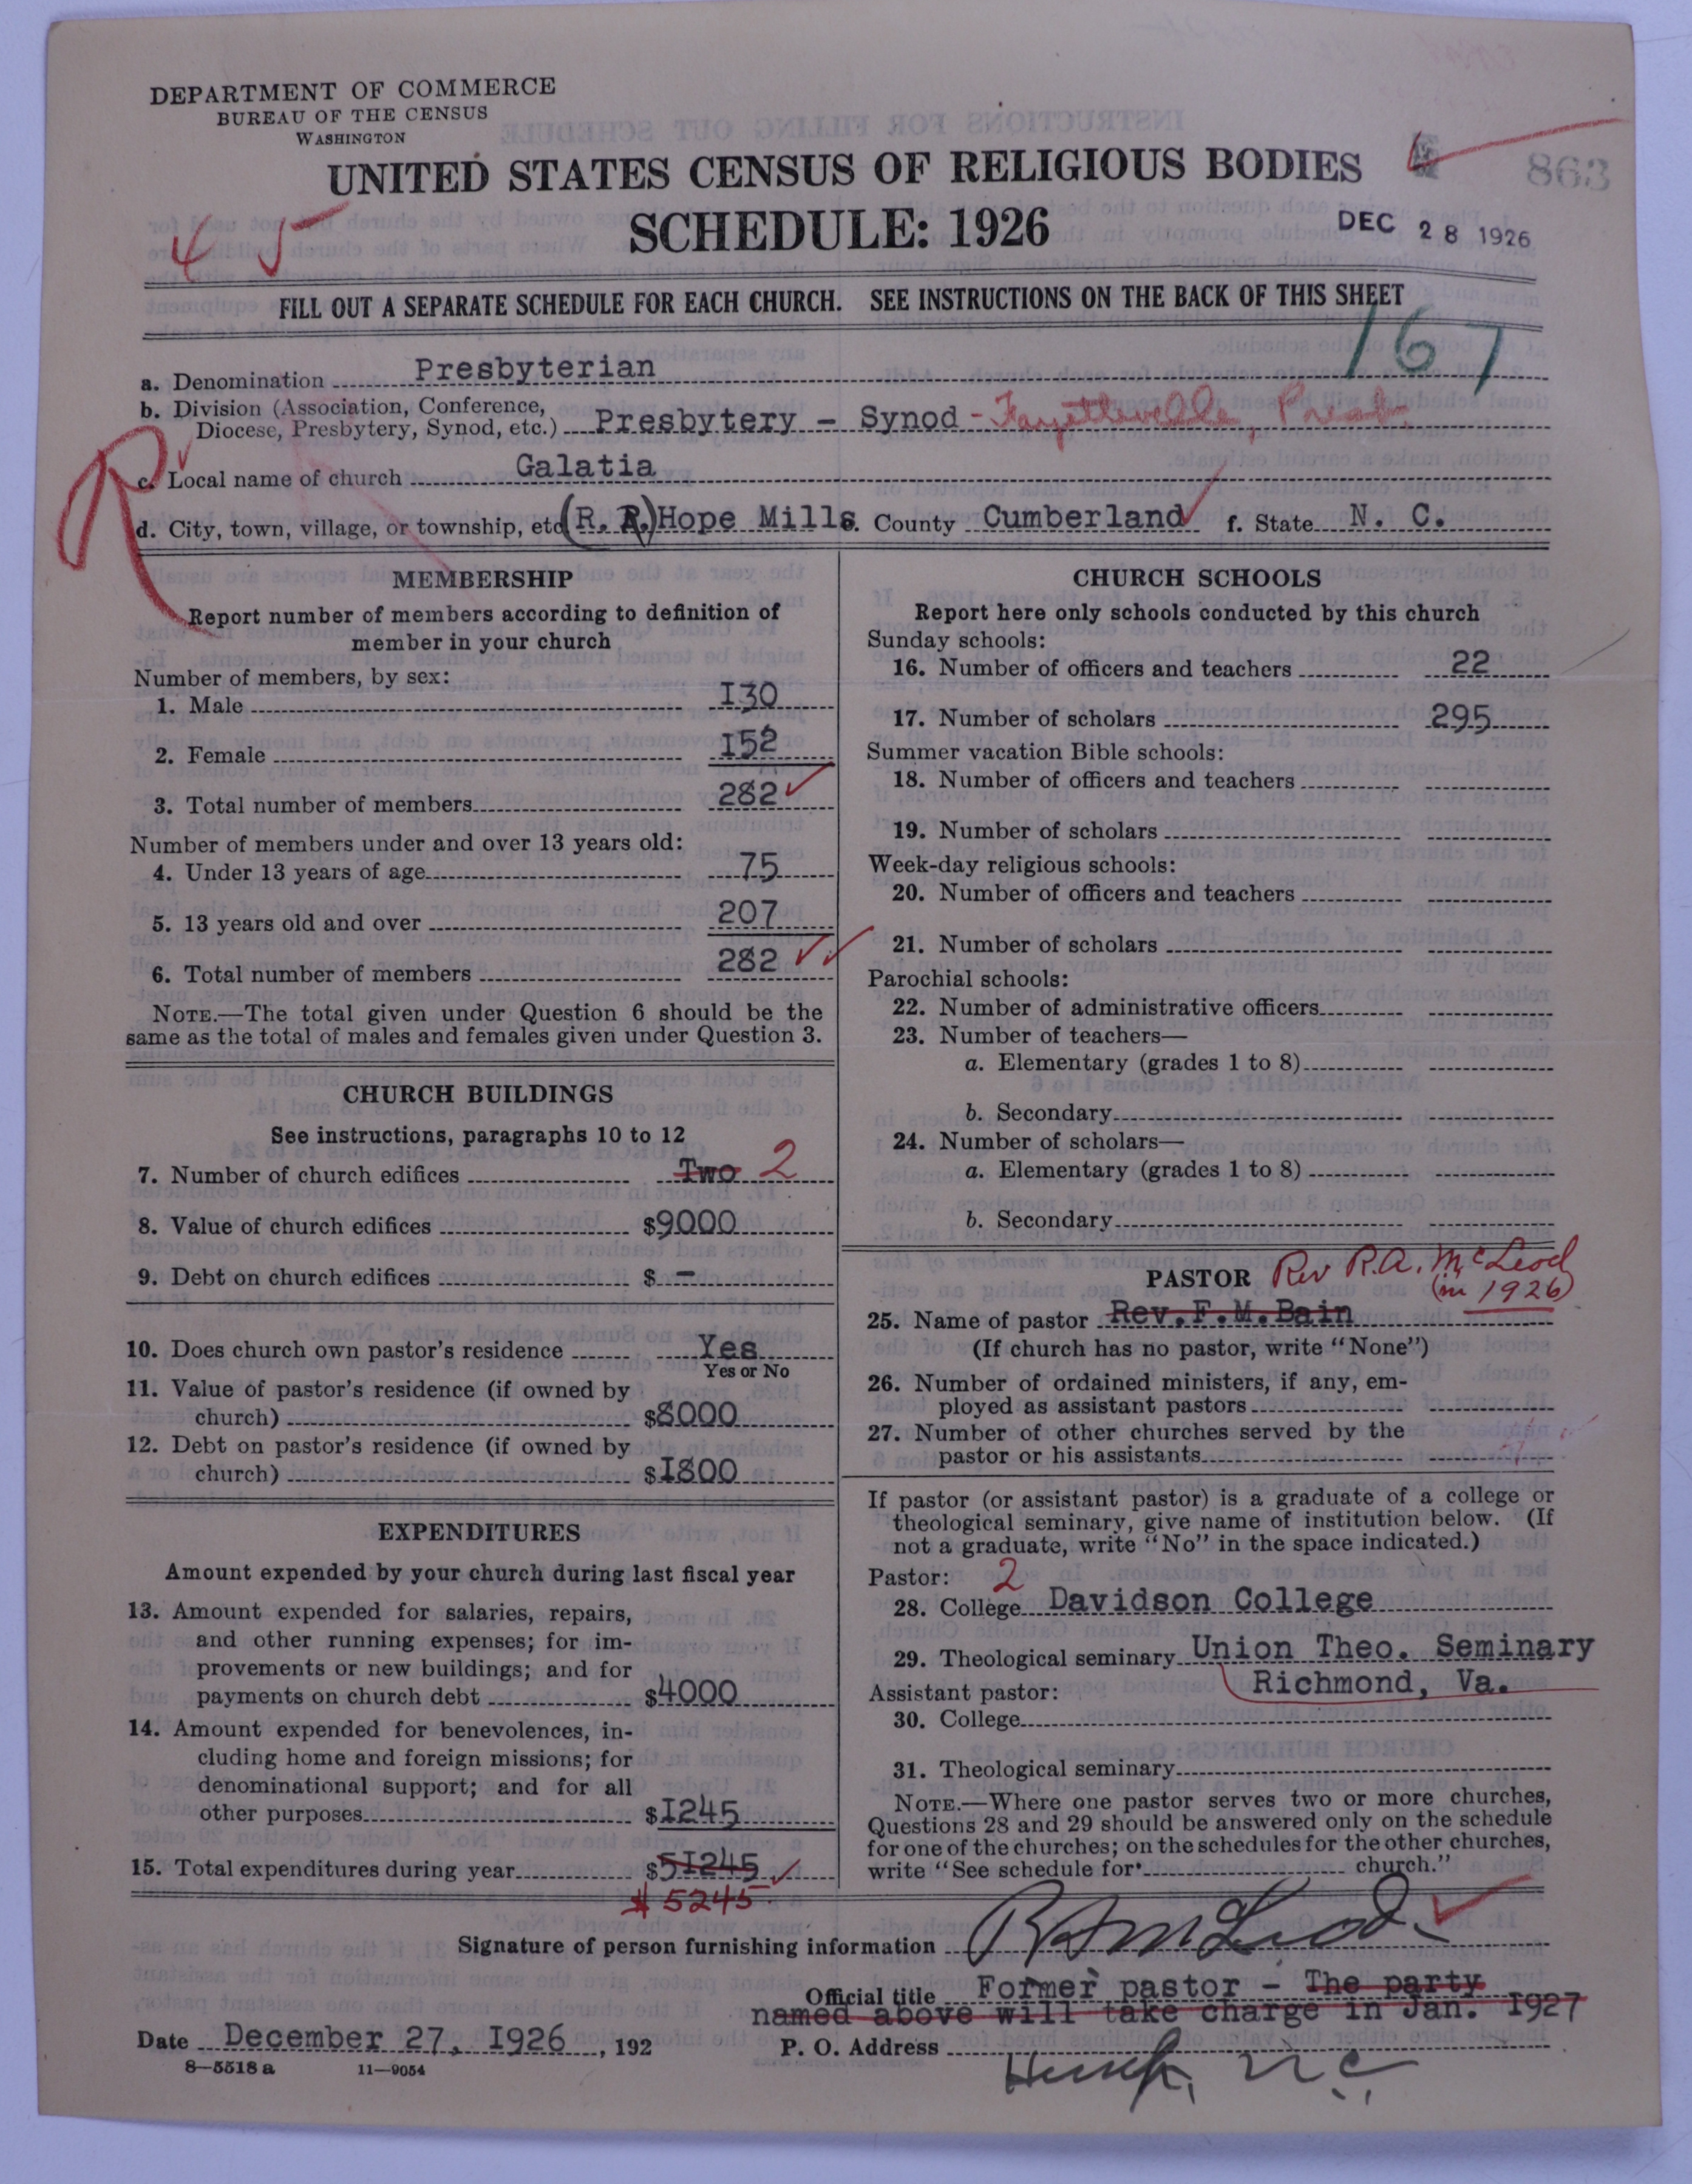 DEPARTMENT OF COMMERCE
BUREAU OF THE CENSUS
WASHINGTON
UNITED STATES CENSUS OF RELIGIOUS BODIES
863
SCHEDULE: 1926
DEC 28 1926
4 5
FILL OUT A SEPARATE SCHEDULE FOR EACH CHURCH. SEE INSTRUCTIONS ON THE BACK OF THIS SHEET
167
a. Denomination Presbyterian
b. Division (Association, Conference,
Diocese, Presbytery, Synod, etc.) Presbytery - Synod - Fayetteville, Presb.
R
c. Local name of church Galatia
d. City, town, village, or township, etc (R. R.) Hope Mills e. County Cumberland f. State N. C.
MEMBERSHIP
Report number of members according to definition of
member in your church
Number of members, by sex:
1. Male I30
2. Female I52
3. Total number of members 282
Number of members under and over 13 years old:
4. Under 13 years of age 75
5. 13 years old and over 207
6. Total number of members 282
NOTE.—The total given under Question 6 should be the
same as the total of males and females given under Question 3.
CHURCH BUILDINGS
See instructions, paragraphs 10 to 12
7. Number of church edifices Two 2
8. Value of church edifices $9000
9. Debt on church edifices $ -
10. Does church own pastor's residence Yes
Yes or No
11. Value of pastor's residence (if owned by
church) $8000
12. Debt on pastor's residence (if owned by
church) $I800
EXPENDITURES
Amount expended by your church during last fiscal year
13. Amount expended for salaries, repairs,
and other running expenses; for im-
provements or new buildings; and for
payments on church debt $4000
14. Amount expended for benevolences, in-
cluding home and foreign missions; for
denominational support; and for all
other purposes $I245
15. Total expenditures during year $5I245
$5245
CHURCH SCHOOLS
Report here only schools conducted by this church
Sunday schools:
16. Number of officers and teachers 22
17. Number of scholars 295
Summer vacation Bible schools:
18. Number of officers and teachers
19. Number of scholars
Week-day religious schools:
20. Number of officers and teachers
21. Number of scholars
Parochial schools:
22. Number of administrative officers
23. Number of teachers—
a. Elementary (grades 1 to 8)
b. Secondary
24. Number of scholars—
a. Elementary (grades 1 to 8)
b. Secondary
PASTOR Rev R.A. McLeod
(in 1926)
25. Name of pastor Rev. F. M. Bain
(If church has no pastor, write "None")
26. Number of ordained ministers, if any, em-
ployed as assistant pastors
27. Number of other churches served by the
pastor or his assistants
If pastor (or assistant pastor) is a graduate of a college or
theological seminary, give name of institution below. (If
not a graduate, write "No" in the space indicated.)
Pastor: 2
28. College Davidson College
29. Theological seminary Union Theo. Seminary
Richmond, Va.
Assistant pastor:
30. College
31. Theological seminary
NOTE.—Where one pastor serves two or more churches,
Questions 28 and 29 should be answered only on the schedule
for one of the churches; on the schedules for the other churches,
write "See schedule for church."
Signature of person furnishing information R A McLeod
Official title Former pastor - The party
named above will take charge in Jan. I927
Date December 27, I926, 192
P. O. Address
N. C.
8—5518 a 11—9054